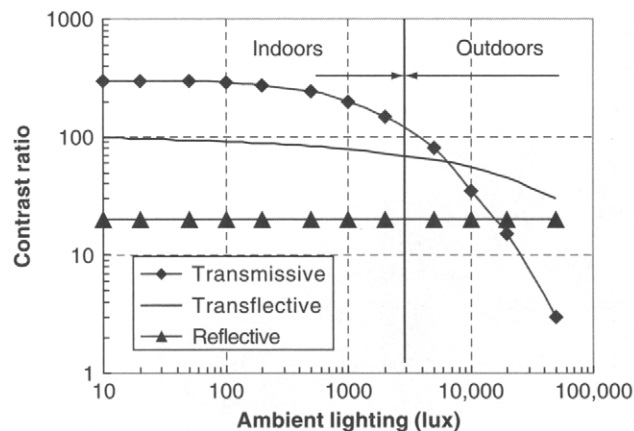 1000
Indoors
Outdoors
100
Contrast ratio
10
Transmissive
Transflective
Reflective
1
10
100
1000
10,000
100,000
Ambient lighting (lux)